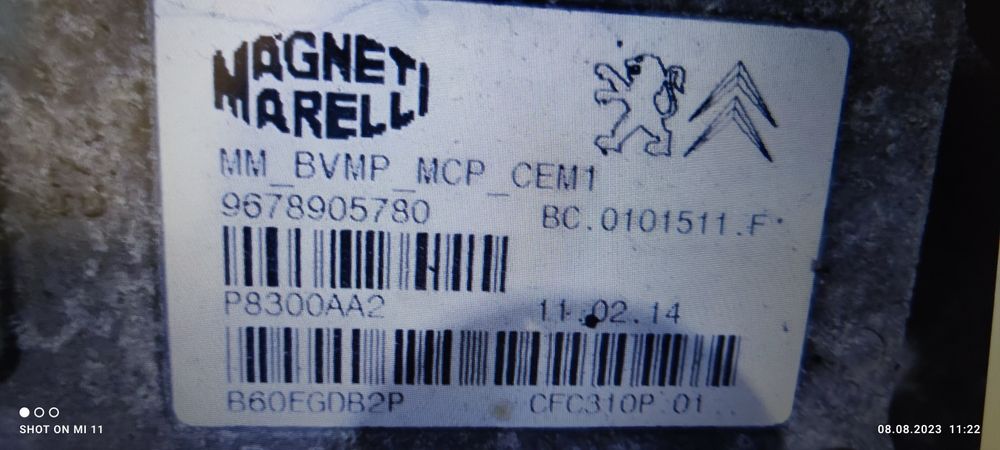 MAGNETI
MARELLI
MM_BVMP_MCP_CEM1
9678905780 BC.0101511.F
P8300AA2 11.02.14
B60EGDB2P CFC310P.01
SHOT ON MI 11 08.08.2023 11:22